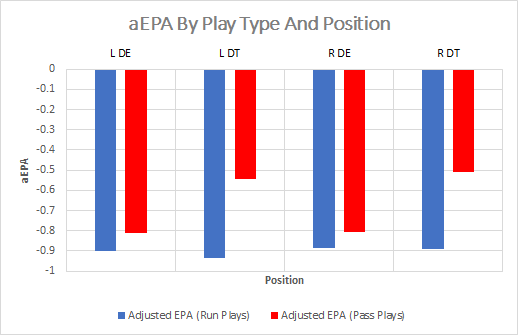 aEPA By Play Type And Position
L DE L DT R DE R DT
0
-0.1
-0.2
-0.3
-0.4
-0.5
-0.6
-0.7
-0.8
-0.9
-1
aEPA
Position
Adjusted EPA (Run Plays) Adjusted EPA (Pass Plays)